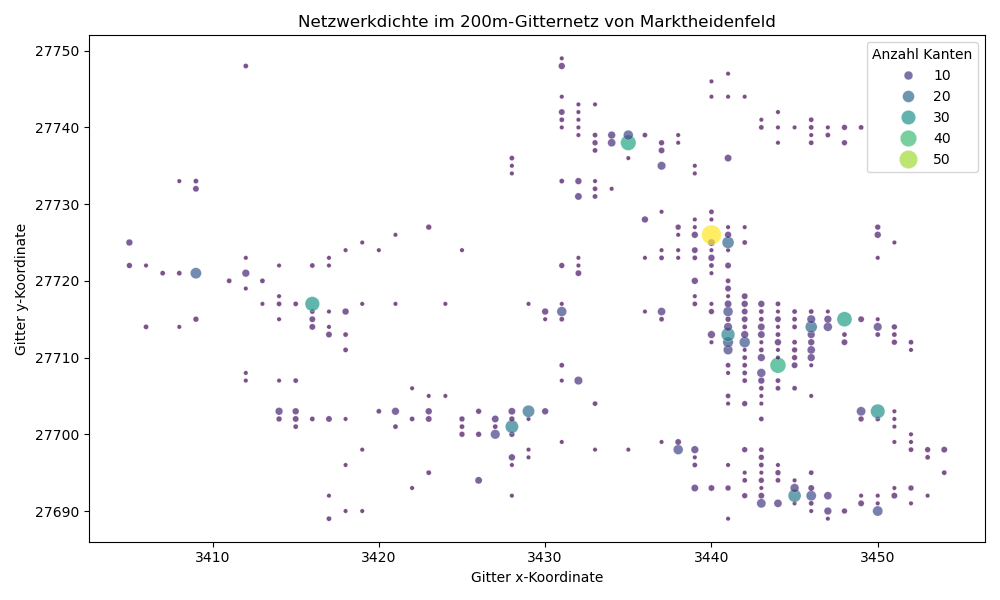 Netzwerkdichte im 200m-Gitternetz von Marktheidenfeld
Gitter y-Koordinate
27750
27740
27730
27720
27710
27700
27690
Anzahl Kanten
10
20
30
40
50
3410 3420 3430 3440 3450
Gitter x-Koordinate